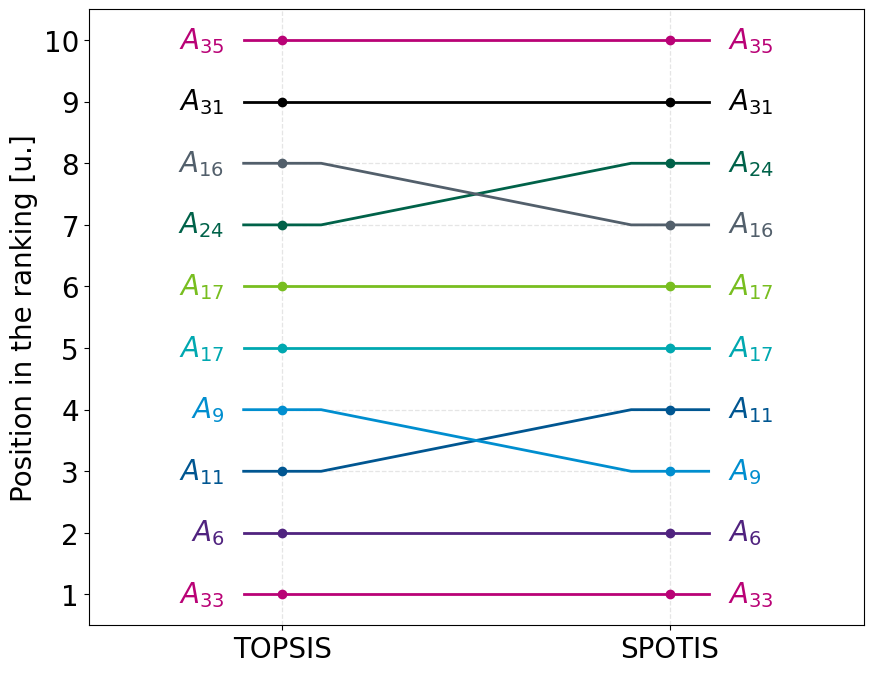 Position in the ranking [u.]
10 A35 A35
9 A31 A31
8 A16 A24
7 A24 A16
6 A17 A17
5 A17 A17
4 A9 A11
3 A11 A9
2 A6 A6
1 A33 A33
TOPSIS SPOTIS